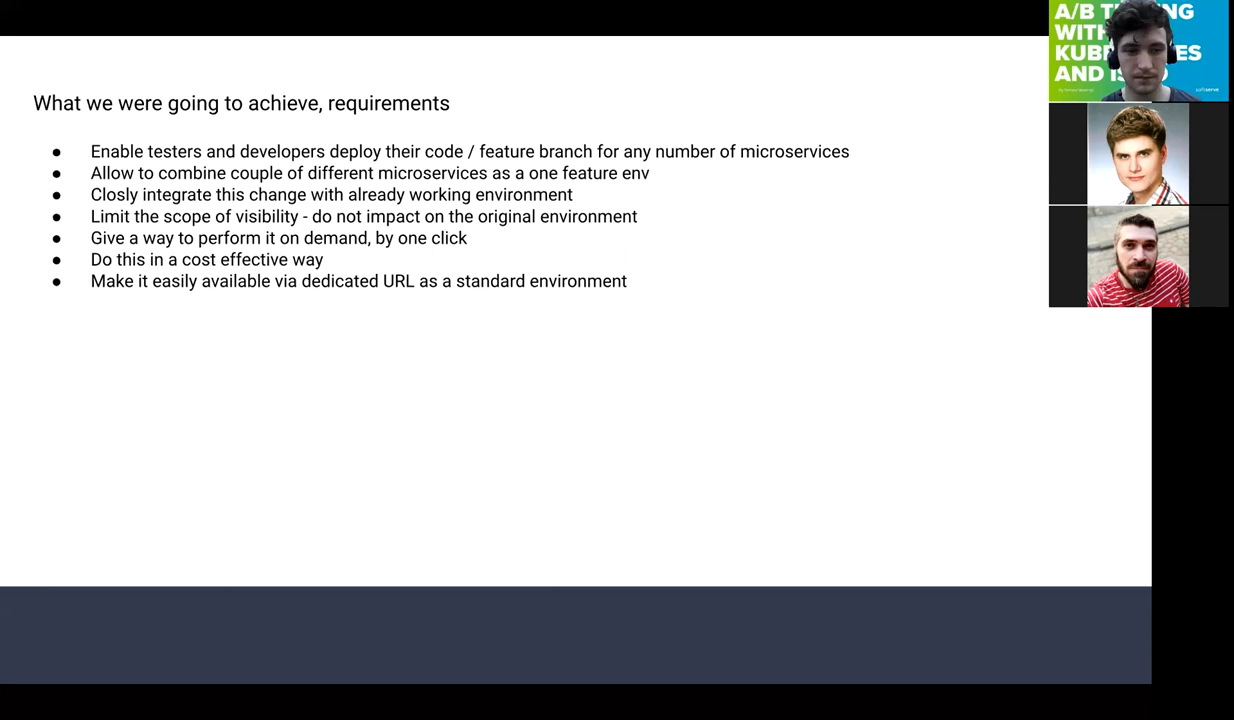 What we were going to achieve, requirements
● Enable testers and developers deploy their code / feature branch for any number of microservices
● Allow to combine couple of different microservices as a one feature env
● Closly integrate this change with already working environment
● Limit the scope of visibility - do not impact on the original environment
● Give a way to perform it on demand, by one click
● Do this in a cost effective way
● Make it easily available via dedicated URL as a standard environment
A/B T NG
WITH
KUB ES
AND IS O
softserve